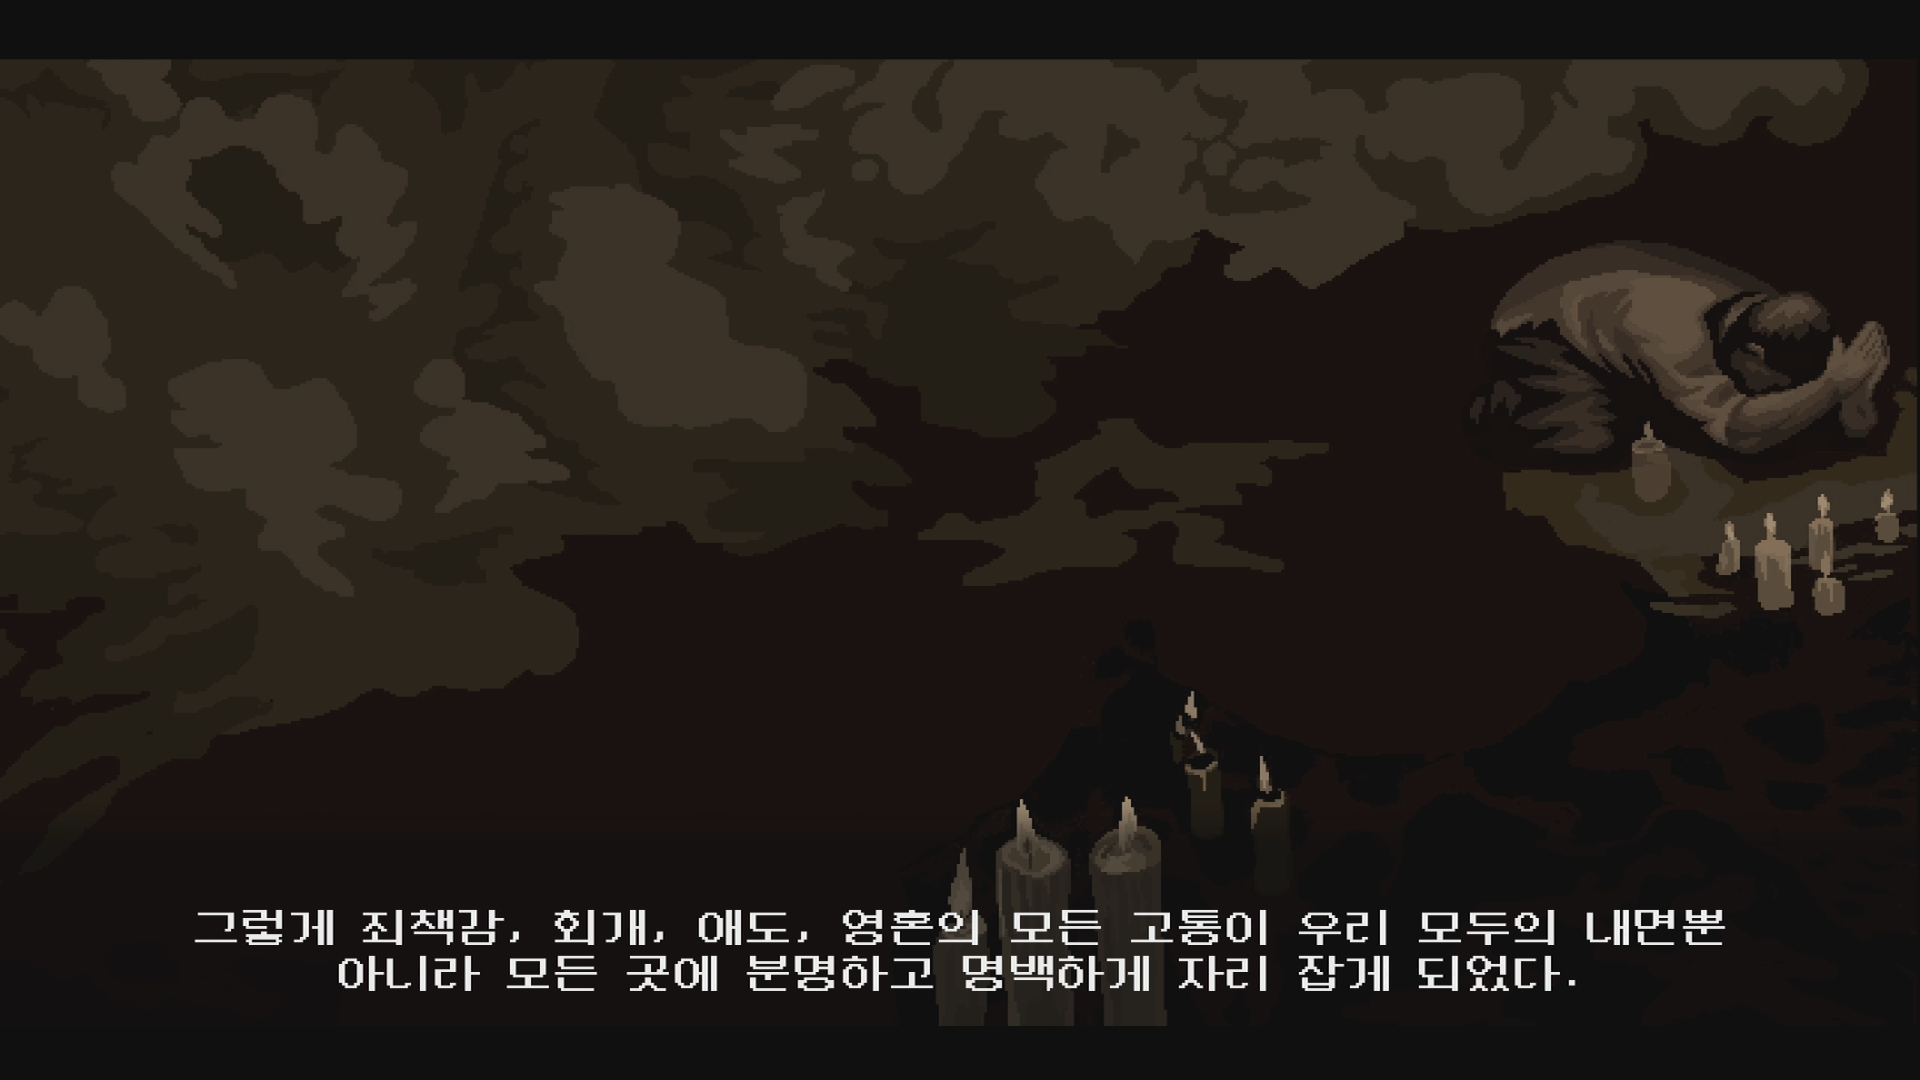 그렇게 죄책감, 회개, 애도, 영혼의 모든 고통이 우리 모두의 내면뿐
아니라 모든 곳에 분명하고 명백하게 자리 잡게 되었다.